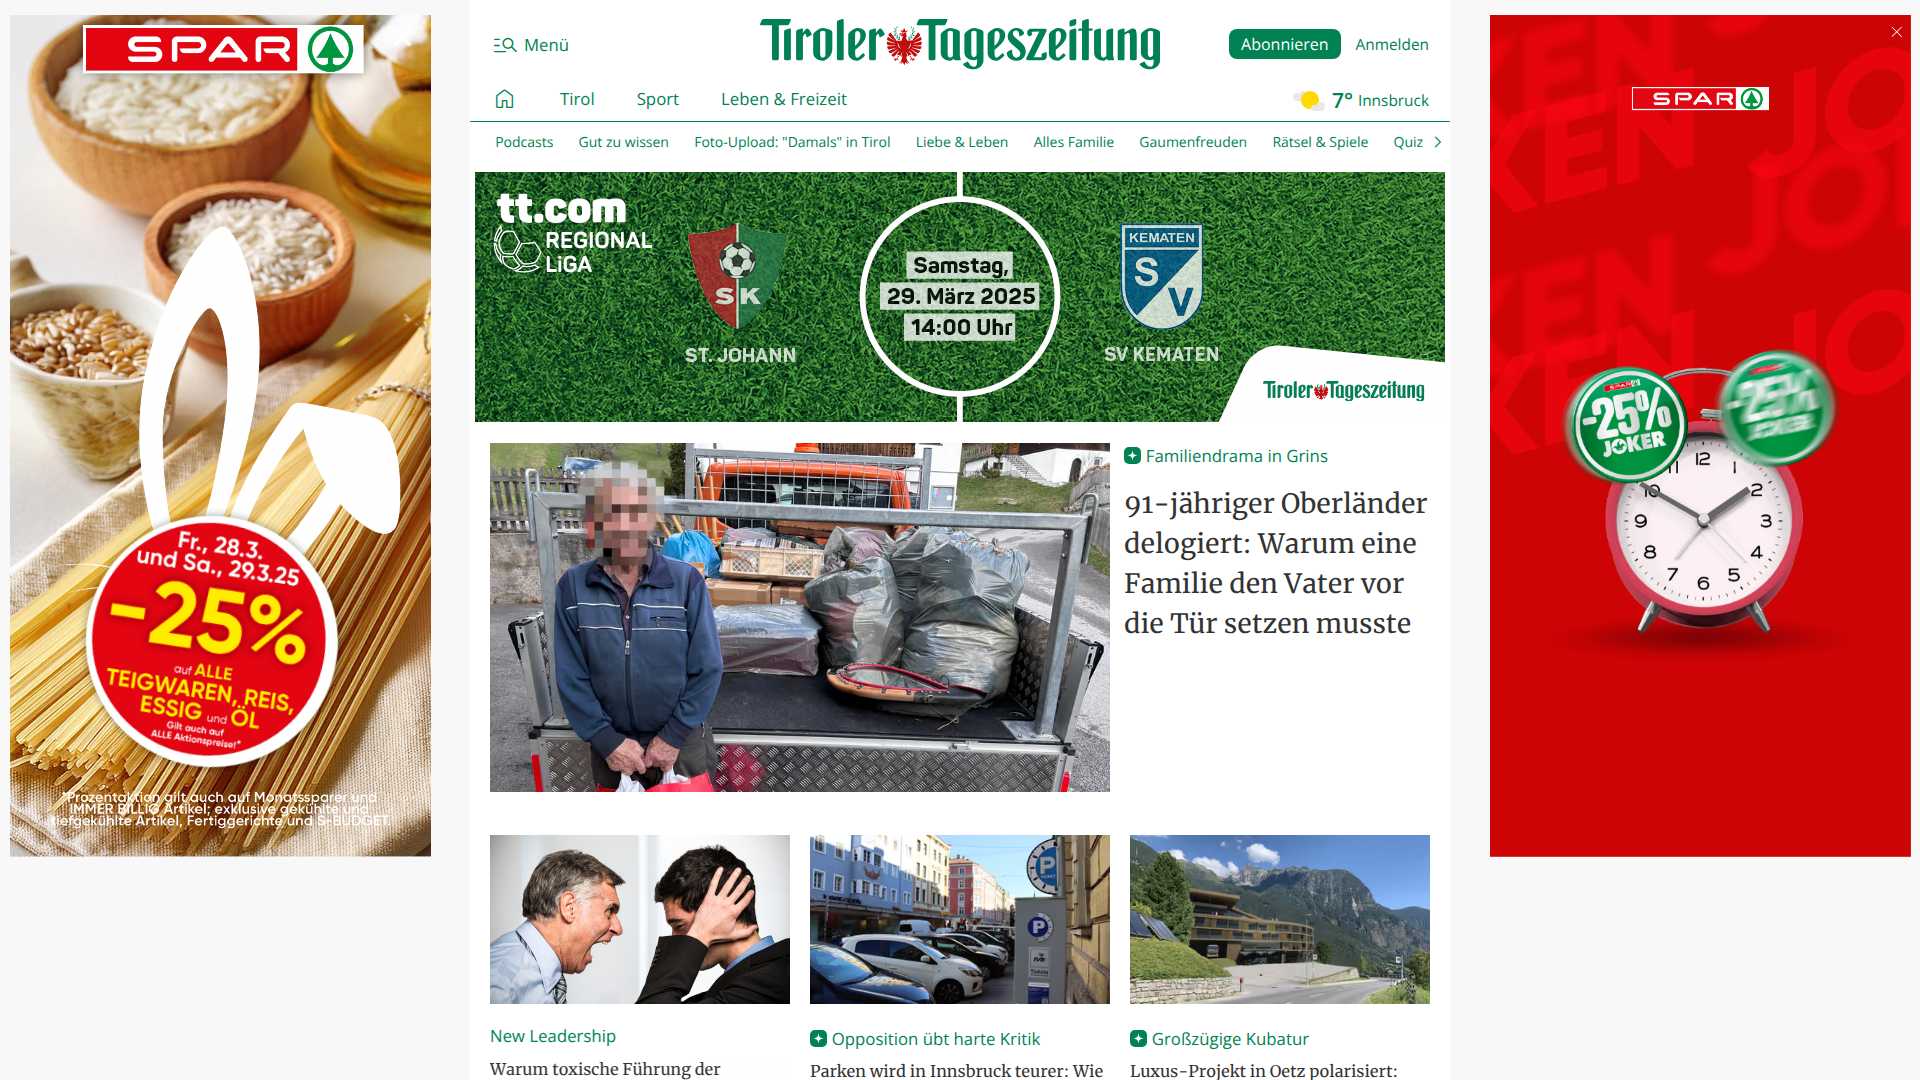 SPAR
Fr., 28.3.
und Sa., 29.3.25
-25%
auf ALLE
TEIGWAREN, REIS,
ESSIG und ÖL
Gilt auch auf
ALLE Aktionspreise!*
*Prozentaktion gilt auch auf Monatssparer und
IMMER BILLIG Artikel; exklusive gekühlte und
tiefgekühlte Artikel, Fertiggerichte und S-BUDGET.
Menü
Tiroler Tageszeitung
Abonnieren
Anmelden
Tirol
Sport
Leben & Freizeit
7° Innsbruck
Podcasts
Gut zu wissen
Foto-Upload: "Damals" in Tirol
Liebe & Leben
Alles Familie
Gaumenfreuden
Rätsel & Spiele
Quiz
tt.com
REGIONAL
LiGA
SK
ST. JOHANN
Samstag,
29. März 2025
14:00 Uhr
KEMATEN
S
V
SV KEMATEN
Tiroler Tageszeitung
Familiendrama in Grins
91-jähriger Oberländer
delogiert: Warum eine
Familie den Vater vor
die Tür setzen musste
P
P
New Leadership
Warum toxische Führung der
Opposition übt harte Kritik
Parken wird in Innsbruck teurer: Wie
Großzügige Kubatur
Luxus-Projekt in Oetz polarisiert:
KEN JO
KEN JO
KEN
KEN JO
SPAR
SPAR
-25%
JOKER
-25%
JOKER
12
11
1
10
2
9
3
8
4
7
6
5